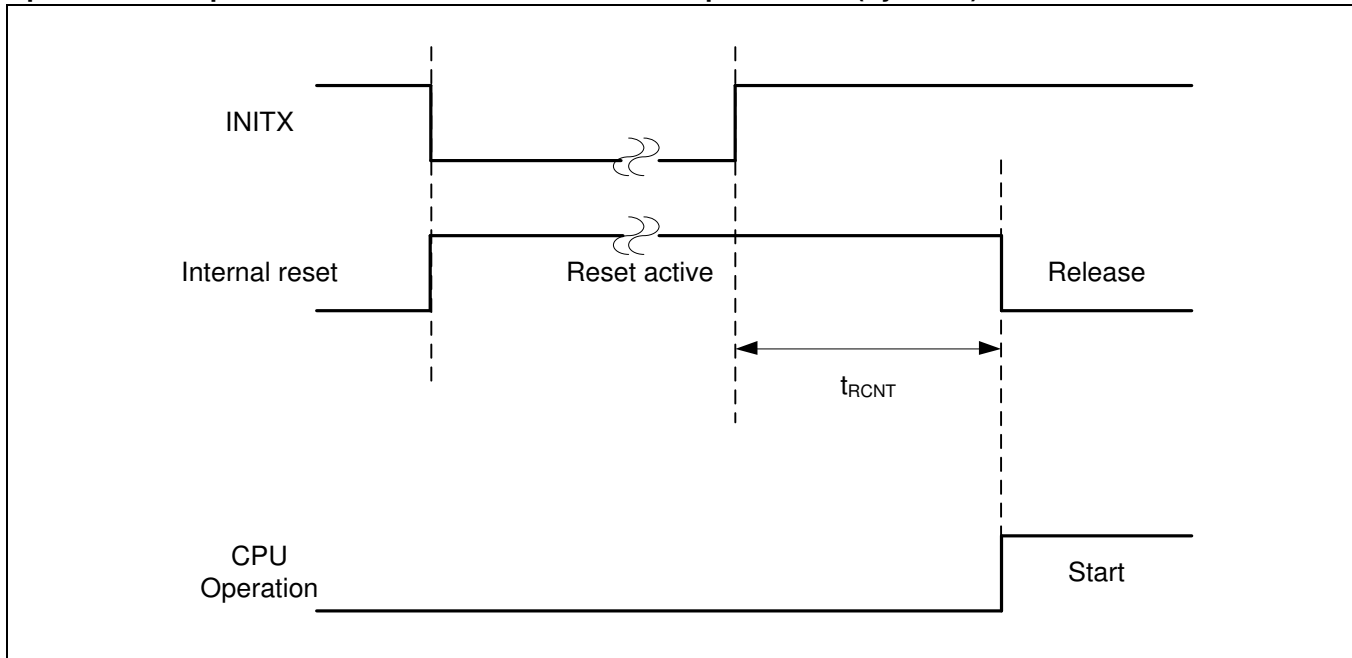 INITX
Internal reset
Reset active
Release
tRCNT
CPU
Operation
Start